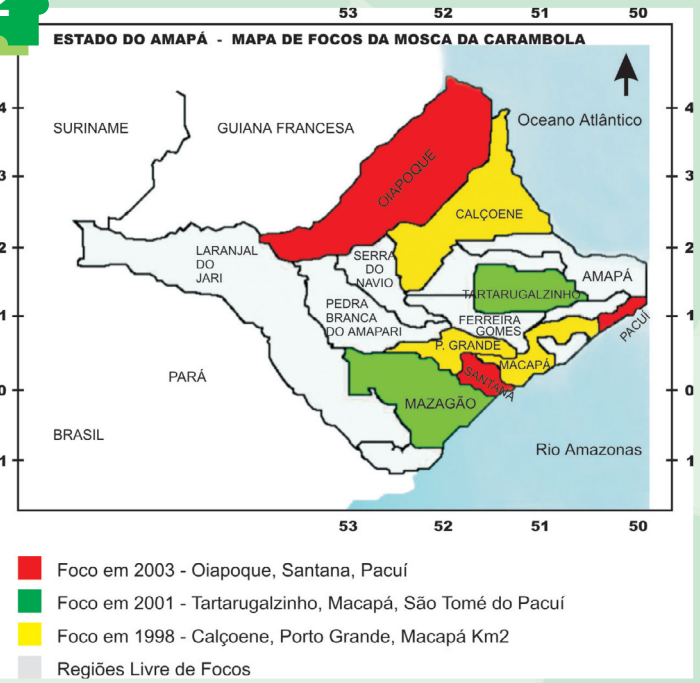 53 52 51 50
ESTADO DO AMAPÁ - MAPA DE FOCOS DA MOSCA DA CARAMBOLA
4 4
Oceano Atlântico
SURINAME
GUIANA FRANCESA
3 3
OIAPOQUE
CALÇOENE
2 2
LARANJAL
DO
JARI
SERRA
DO
NAVIO
AMAPÁ
TARTARUGALZINHO
PEDRA
BRANCA
DO AMAPARI
1 1
FERREIRA
GOMES
PACUÍ
P. GRANDE
MACAPÁ
SANTANA
PARÁ
0 0
MAZAGÃO
BRASIL
Rio Amazonas
1 1
53 52 51 50
Foco em 2003 - Oiapoque, Santana, Pacuí
Foco em 2001 - Tartarugalzinho, Macapá, São Tomé do Pacuí
Foco em 1998 - Calçoene, Porto Grande, Macapá Km2
Regiões Livre de Focos